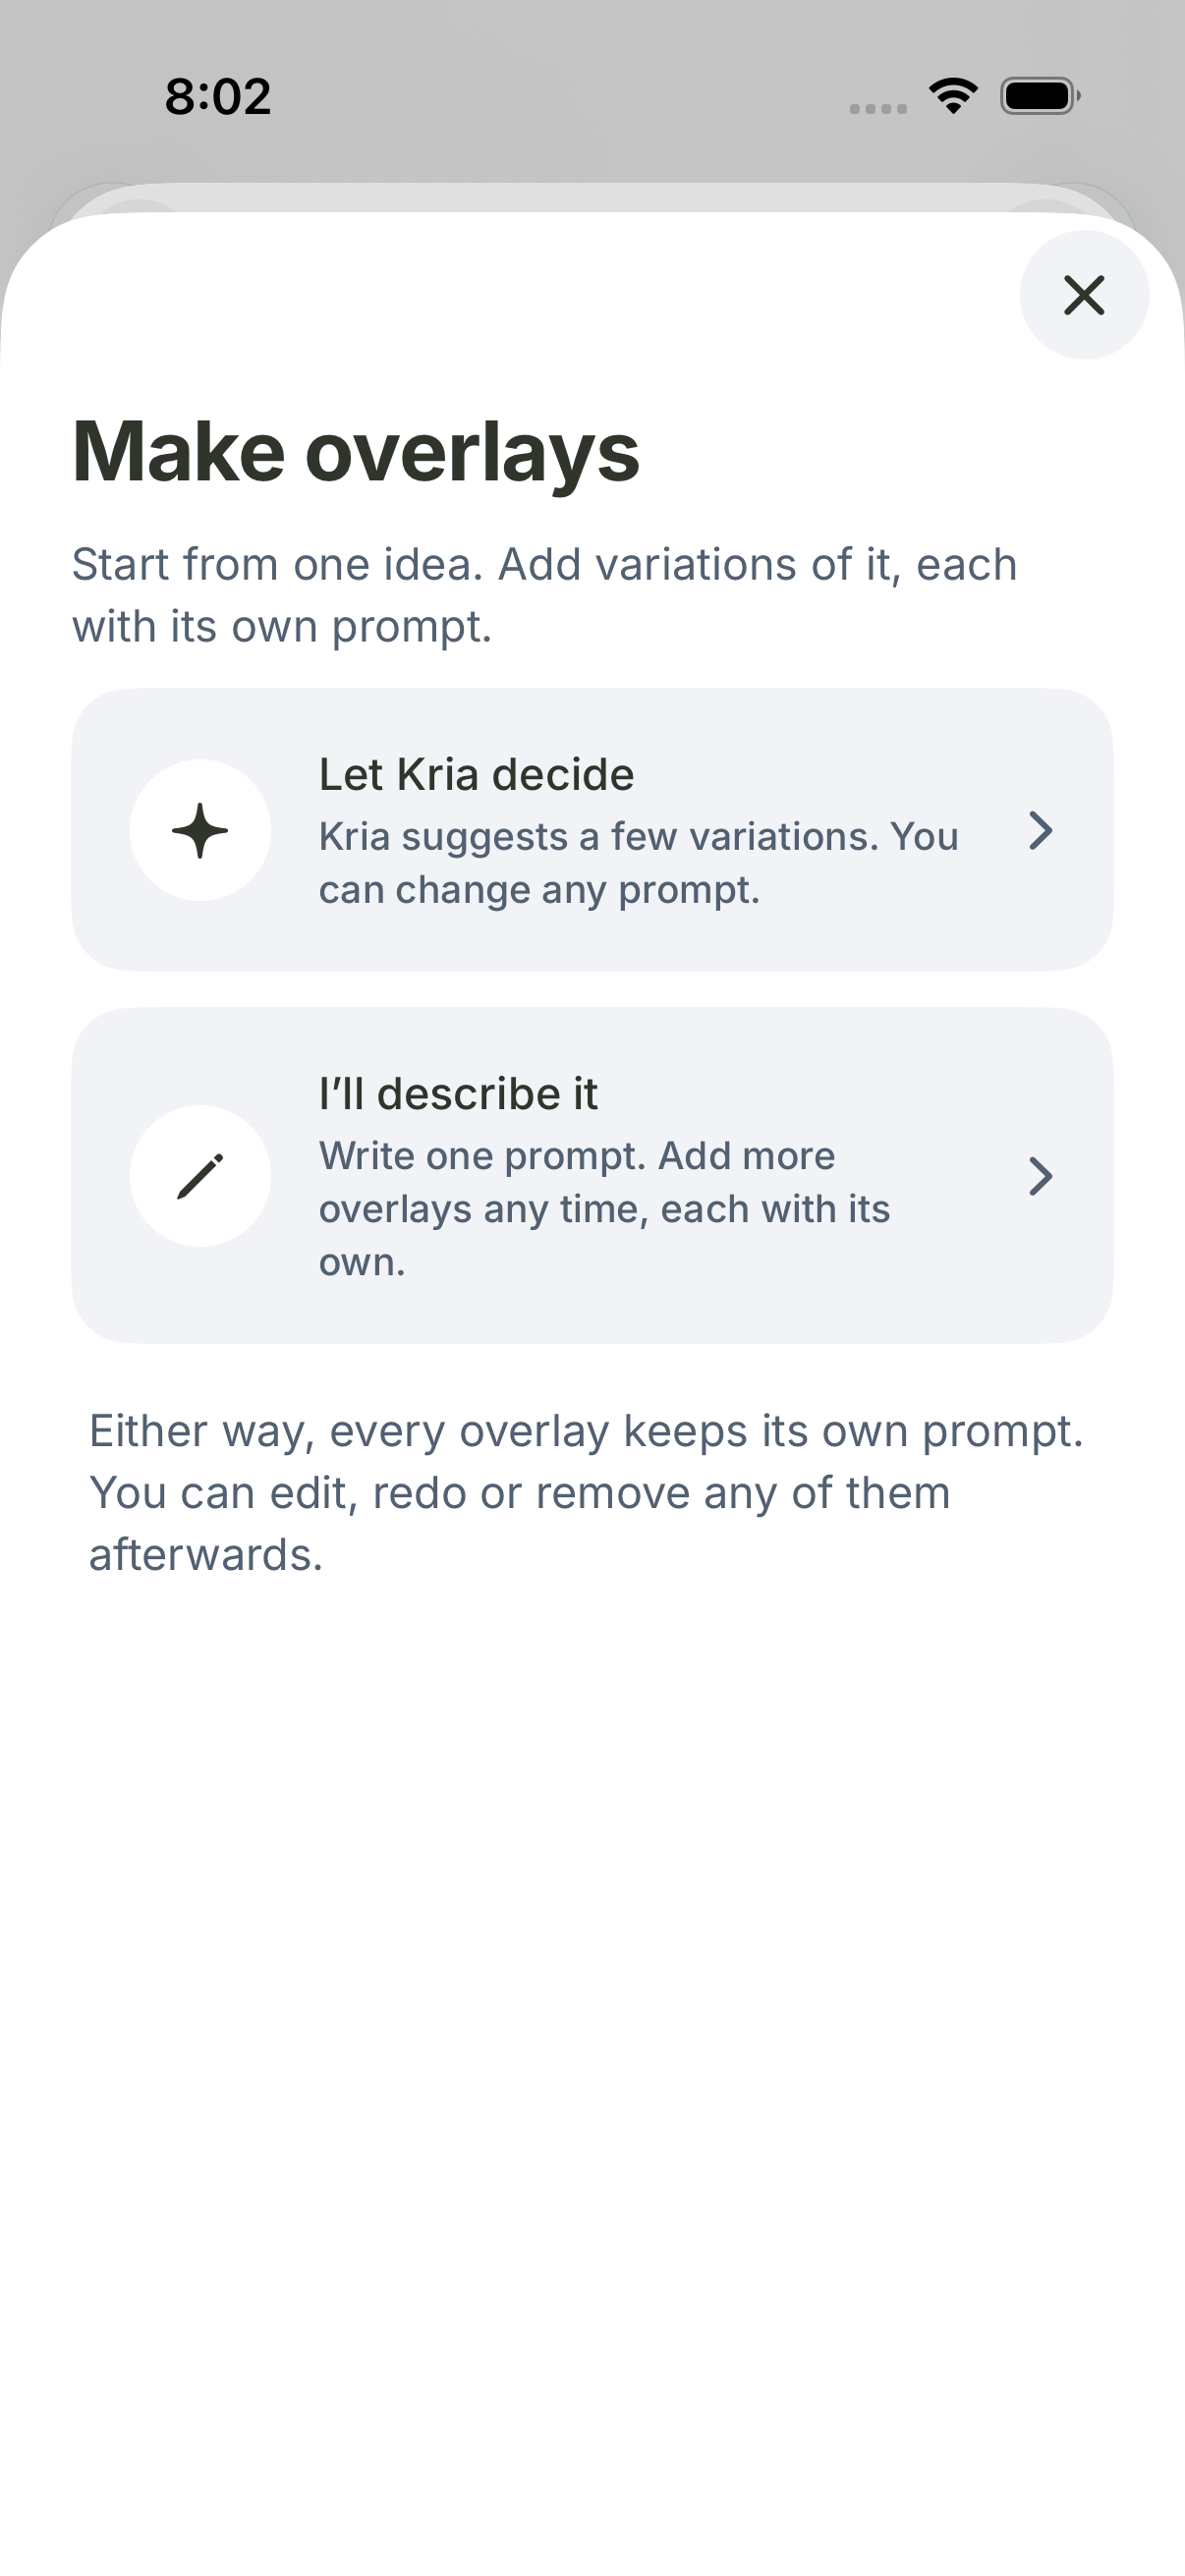 8:02
Make overlays
Start from one idea. Add variations of it, each
with its own prompt.
Let Kria decide
Kria suggests a few variations. You
can change any prompt.
I’ll describe it
Write one prompt. Add more
overlays any time, each with its
own.
Either way, every overlay keeps its own prompt.
You can edit, redo or remove any of them
afterwards.